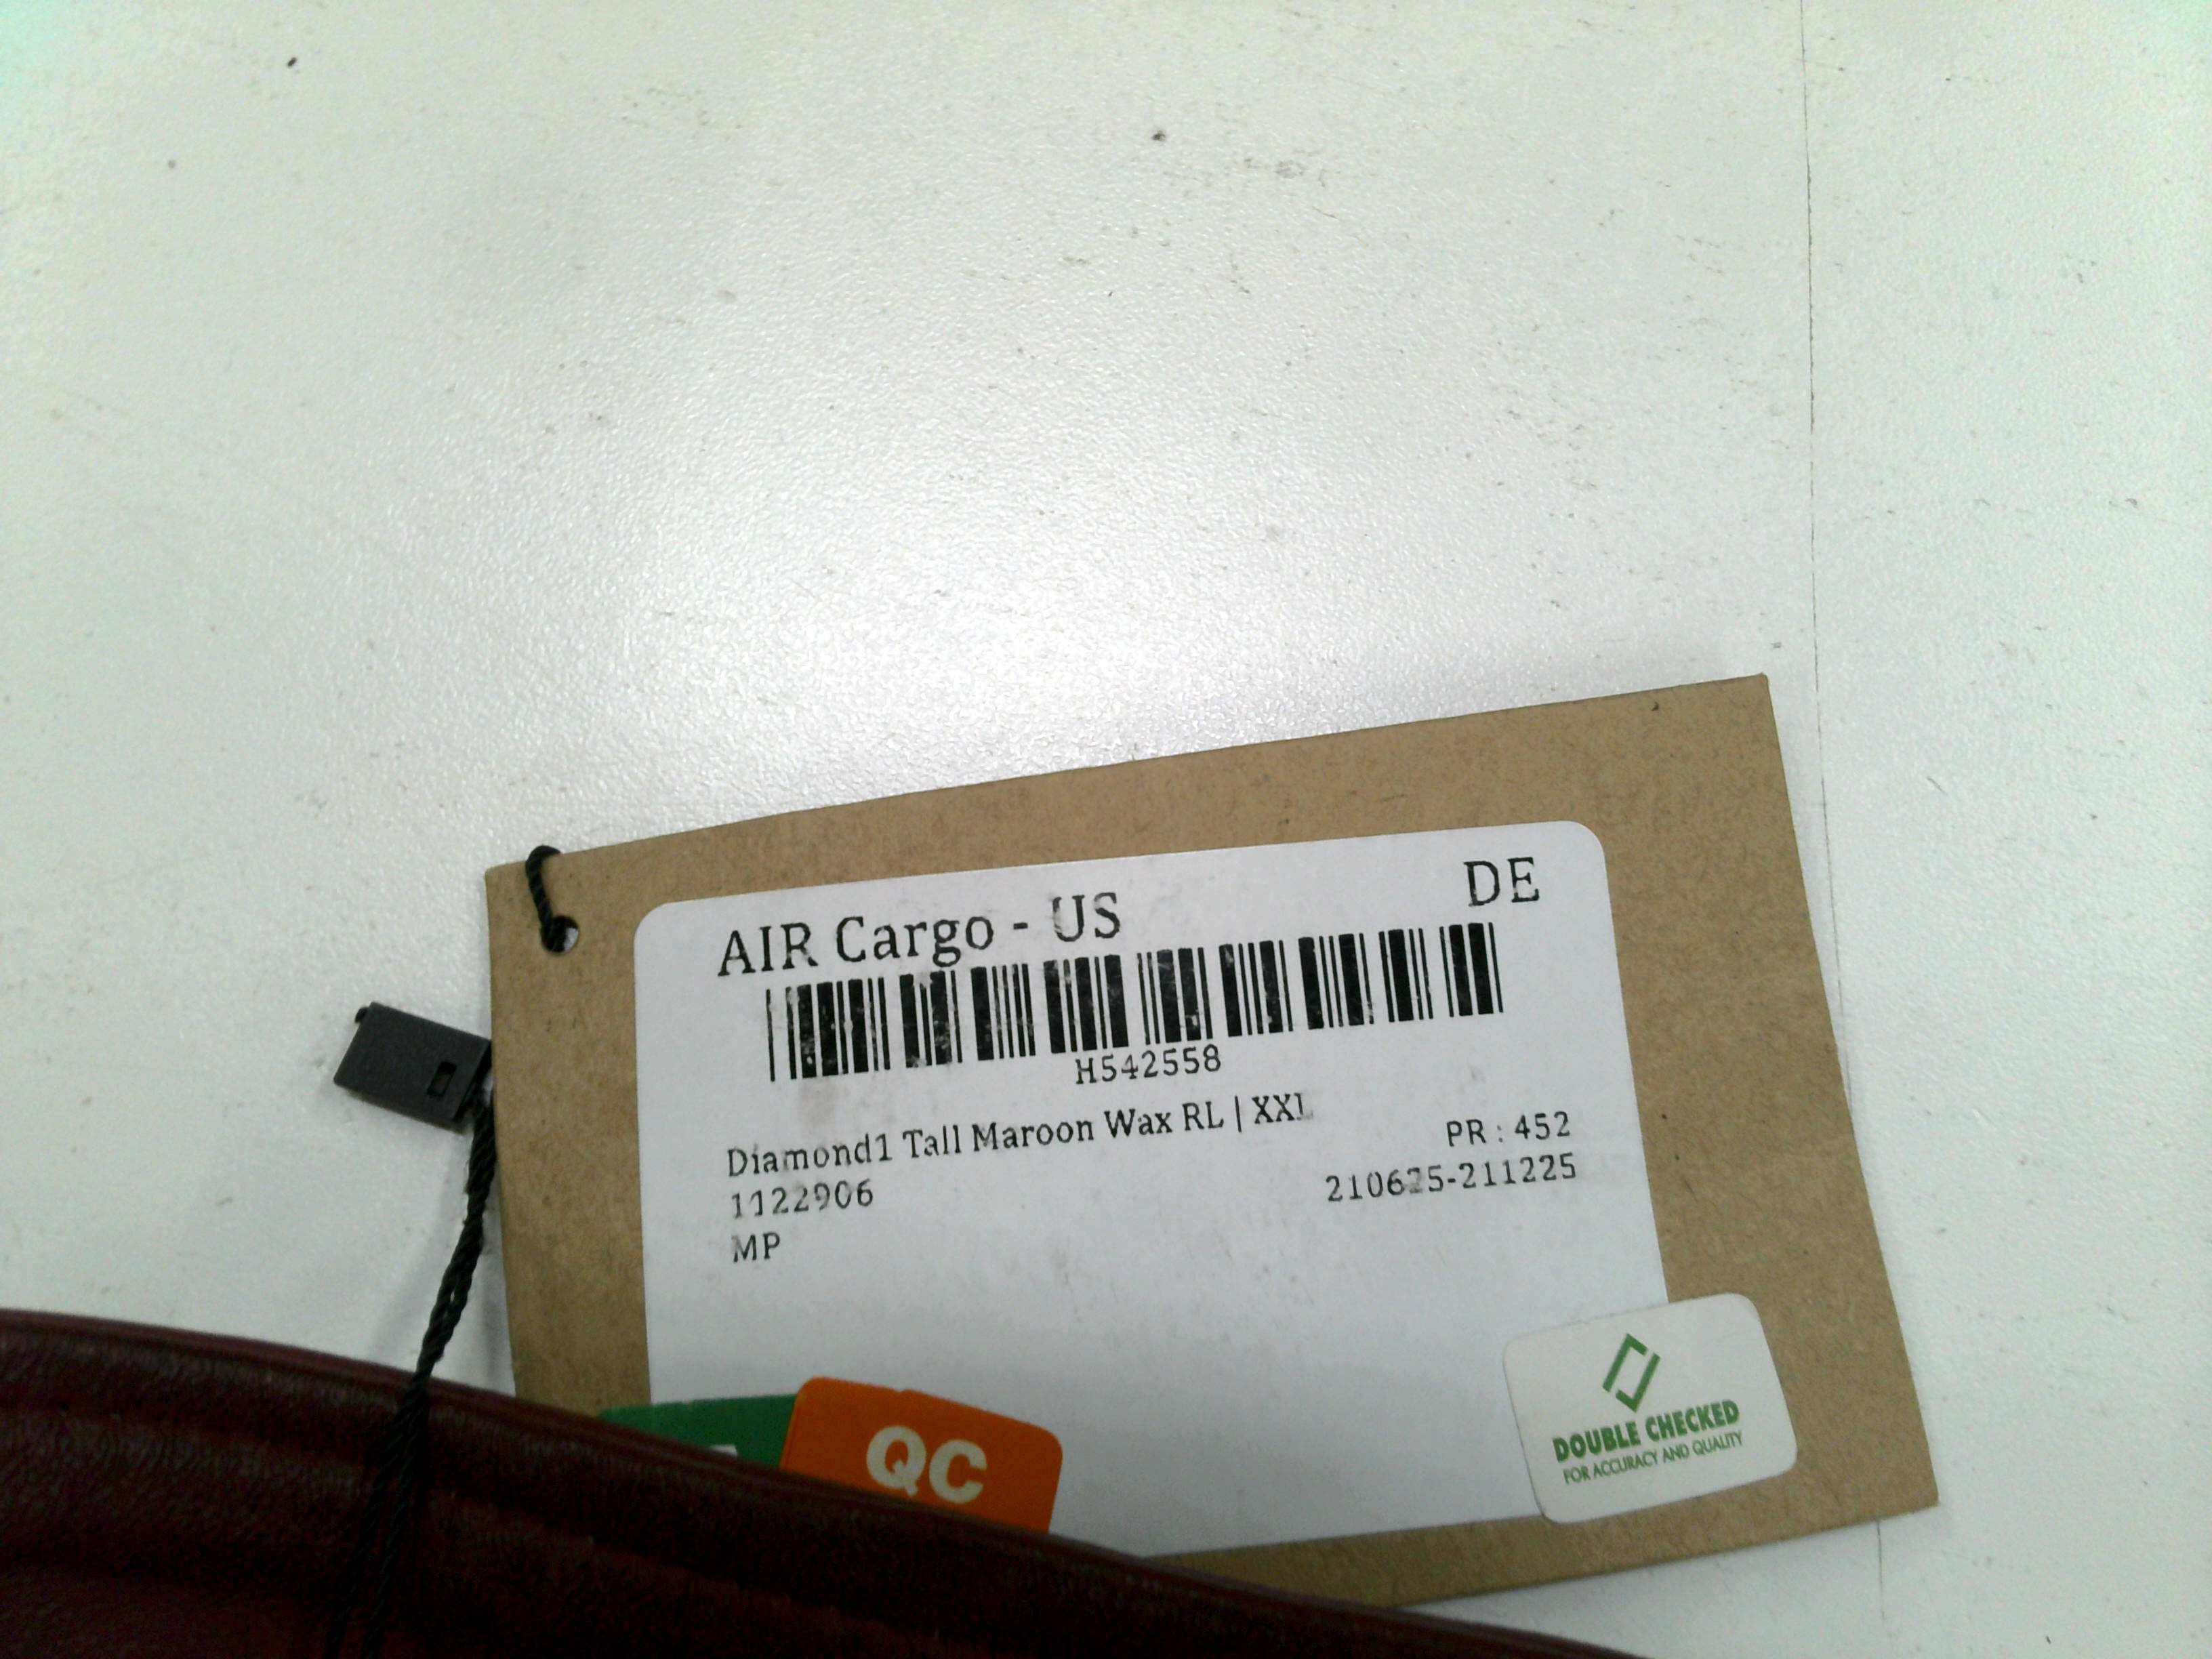 AIR Cargo - US
DE
H542558
Diamond1 Tall Maroon Wax RL | XXL
PR : 452
1122906
210625-211225
MP
QC
DOUBLE CHECKED
FOR ACCURACY AND QUALITY